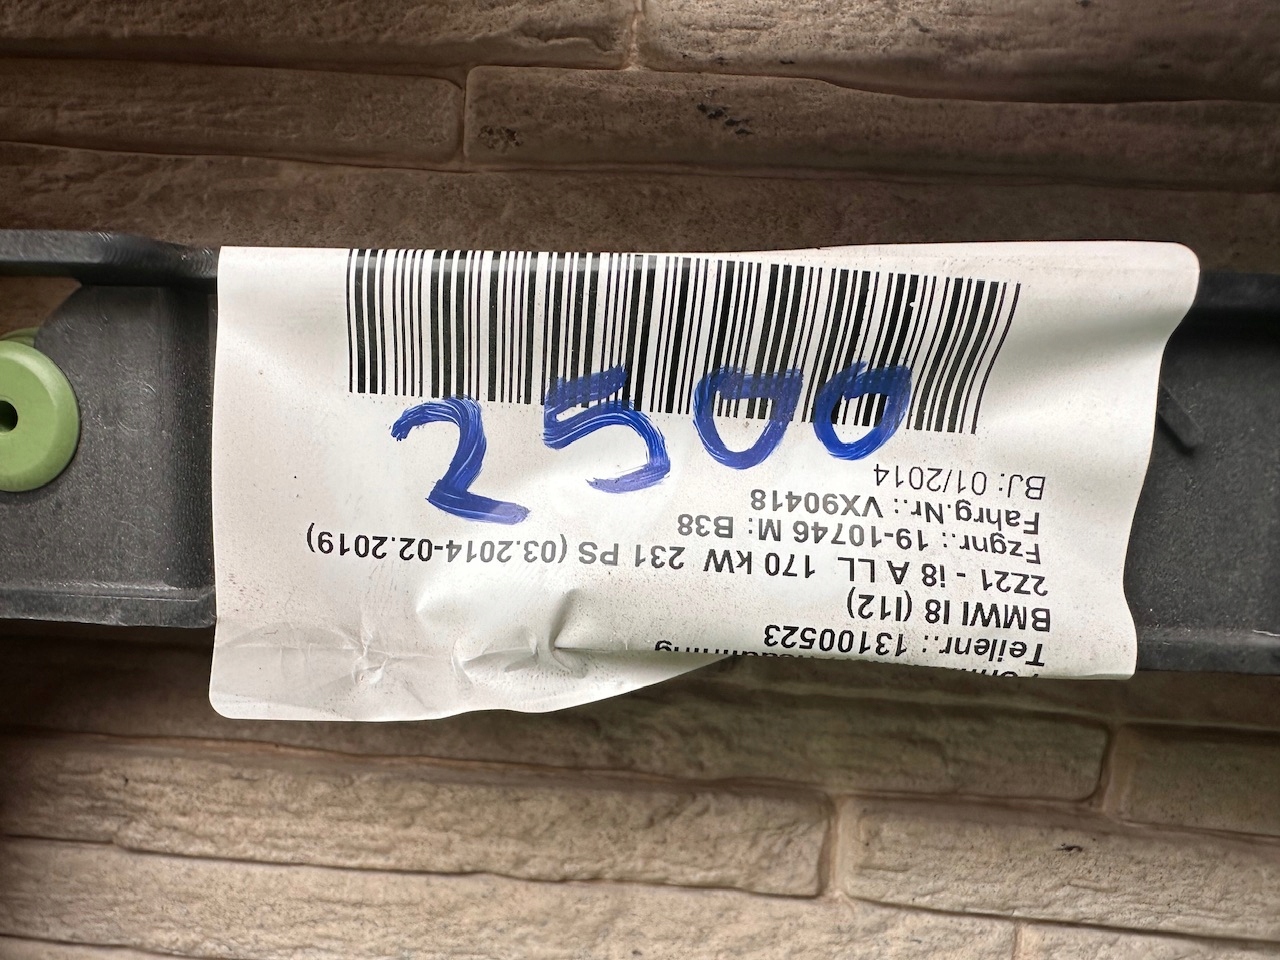 2500
Teilenr.: 13100523
BMWI I8 (I12)
2Z21 - i8 A LL 170 kW 231 PS (03.2014-02.2019)
Fzgnr.: 19-10746 M: B38
Fahrg.Nr.: VX90418
BJ: 01/2014